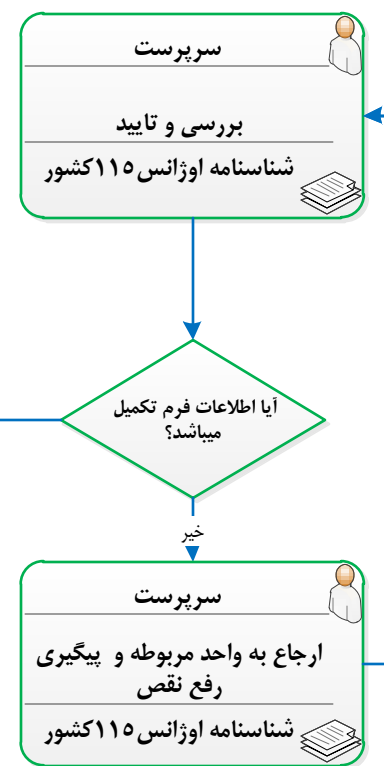 سرپرست
بررسی و تایید
شناسنامه اوژانس۱۱۵کشور
آیا اطلاعات فرم تکمیل
میباشد؟
خیر
سرپرست
ارجاع به واحد مربوطه و پیگیری
رفع نقص
شناسنامه اوژانس۱۱۵کشور